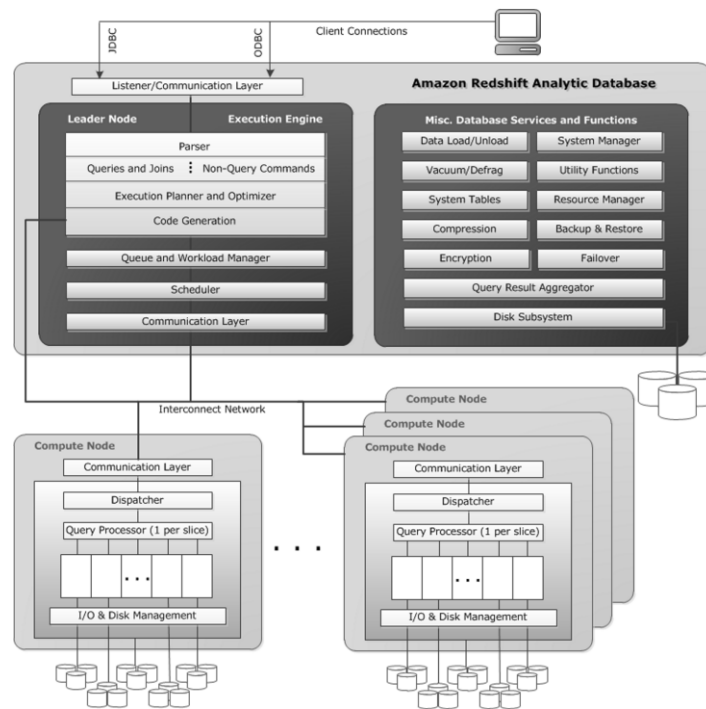 Client Connections
JDBC
ODBC
Listener/Communication Layer
Amazon Redshift Analytic Database
Leader Node
Execution Engine
Parser
Queries and Joins
Non-Query Commands
Execution Planner and Optimizer
Code Generation
Queue and Workload Manager
Scheduler
Communication Layer
Misc. Database Services and Functions
Data Load/Unload
System Manager
Vacuum/Defrag
Utility Functions
System Tables
Resource Manager
Compression
Backup & Restore
Encryption
Failover
Query Result Aggregator
Disk Subsystem
Interconnect Network
Compute Node
Communication Layer
Dispatcher
Query Processor (1 per slice)
...
I/O & Disk Management
. . .
Compute Node
Compute Node
Compute Node
Communication Layer
Dispatcher
Query Processor (1 per slice)
...
I/O & Disk Management